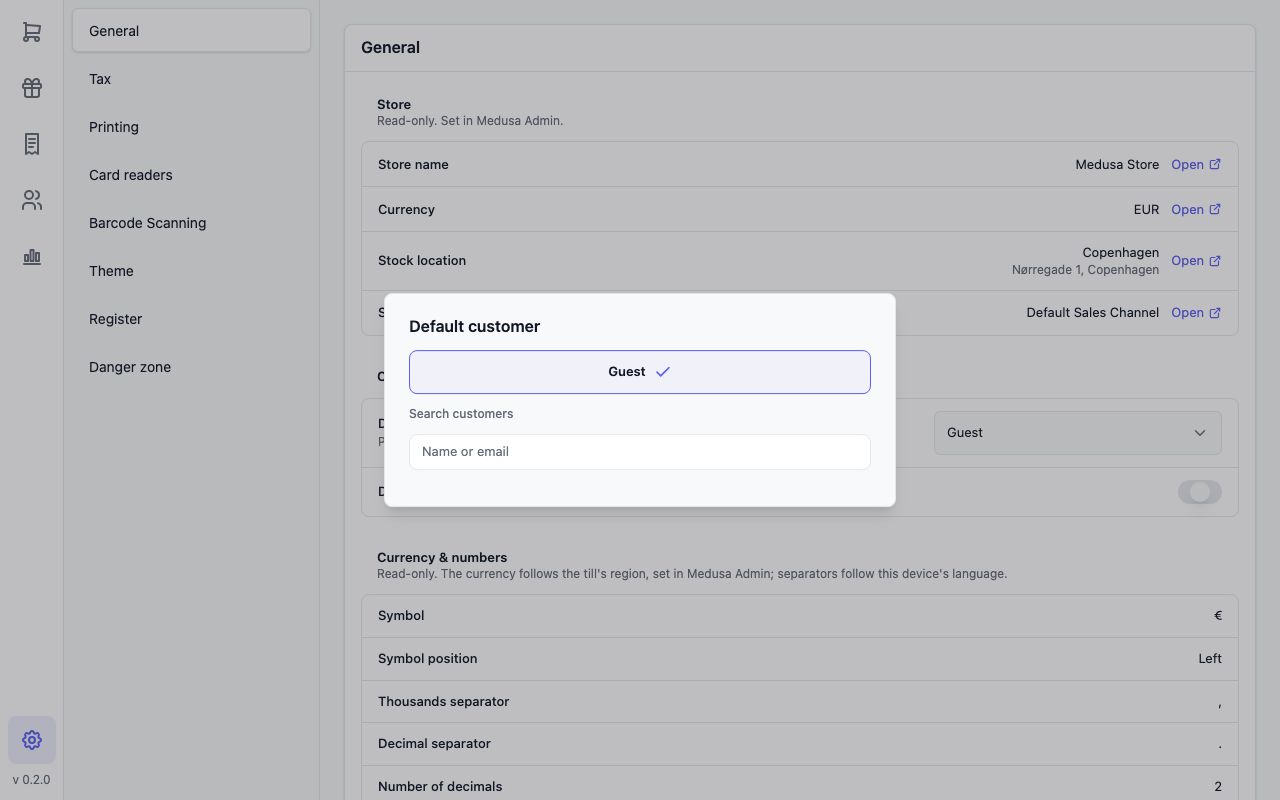 General
Tax
Printing
Card readers
Barcode Scanning
Theme
Register
Danger zone
v 0.2.0
General
Store
Read-only. Set in Medusa Admin.
Store name
Medusa Store
Open
Currency
EUR
Open
Stock location
Copenhagen
Nørregade 1, Copenhagen
Open
Default Sales Channel
Open
Default customer
Guest
Search customers
Name or email
Guest
Currency & numbers
Read-only. The currency follows the till's region, set in Medusa Admin; separators follow this device's language.
Symbol
€
Symbol position
Left
Thousands separator
,
Decimal separator
.
Number of decimals
2